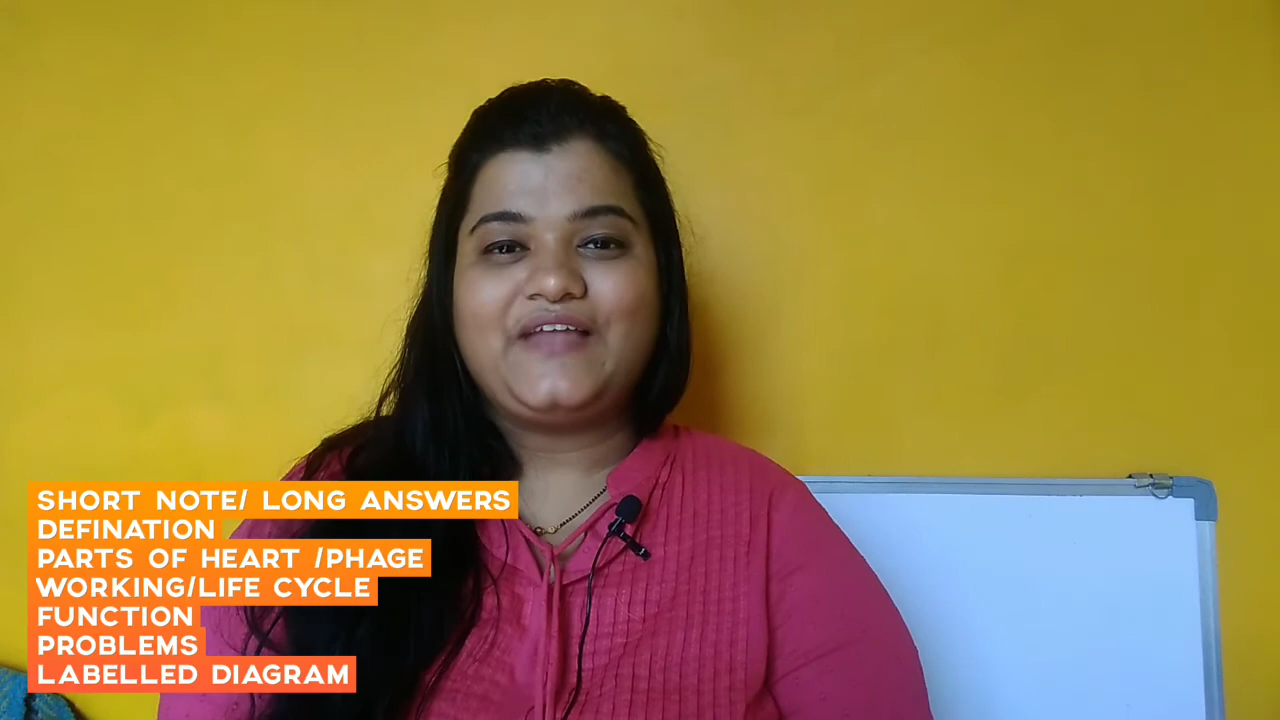 SHORT NOTE/ LONG ANSWERS
DEFINATION
PARTS OF HEART /PHAGE
WORKING/LIFE CYCLE
FUNCTION
PROBLEMS
LABELLED DIAGRAM